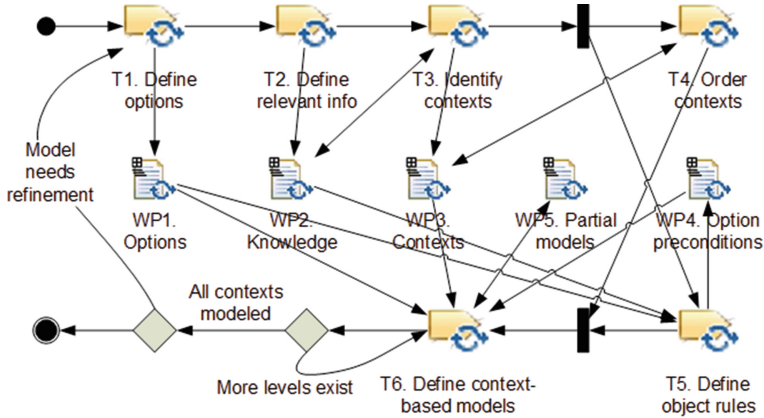 T1. Define
options
T2. Define
relevant info
T3. Identify
contexts
T4. Order
contexts
Model
needs
refinement
WP1.
Options
WP2.
Knowledge
WP3.
Contexts
WP5. Partial
models
WP4. Option
preconditions
All contexts
modeled
More levels exist
T6. Define context-
based models
T5. Define
object rules